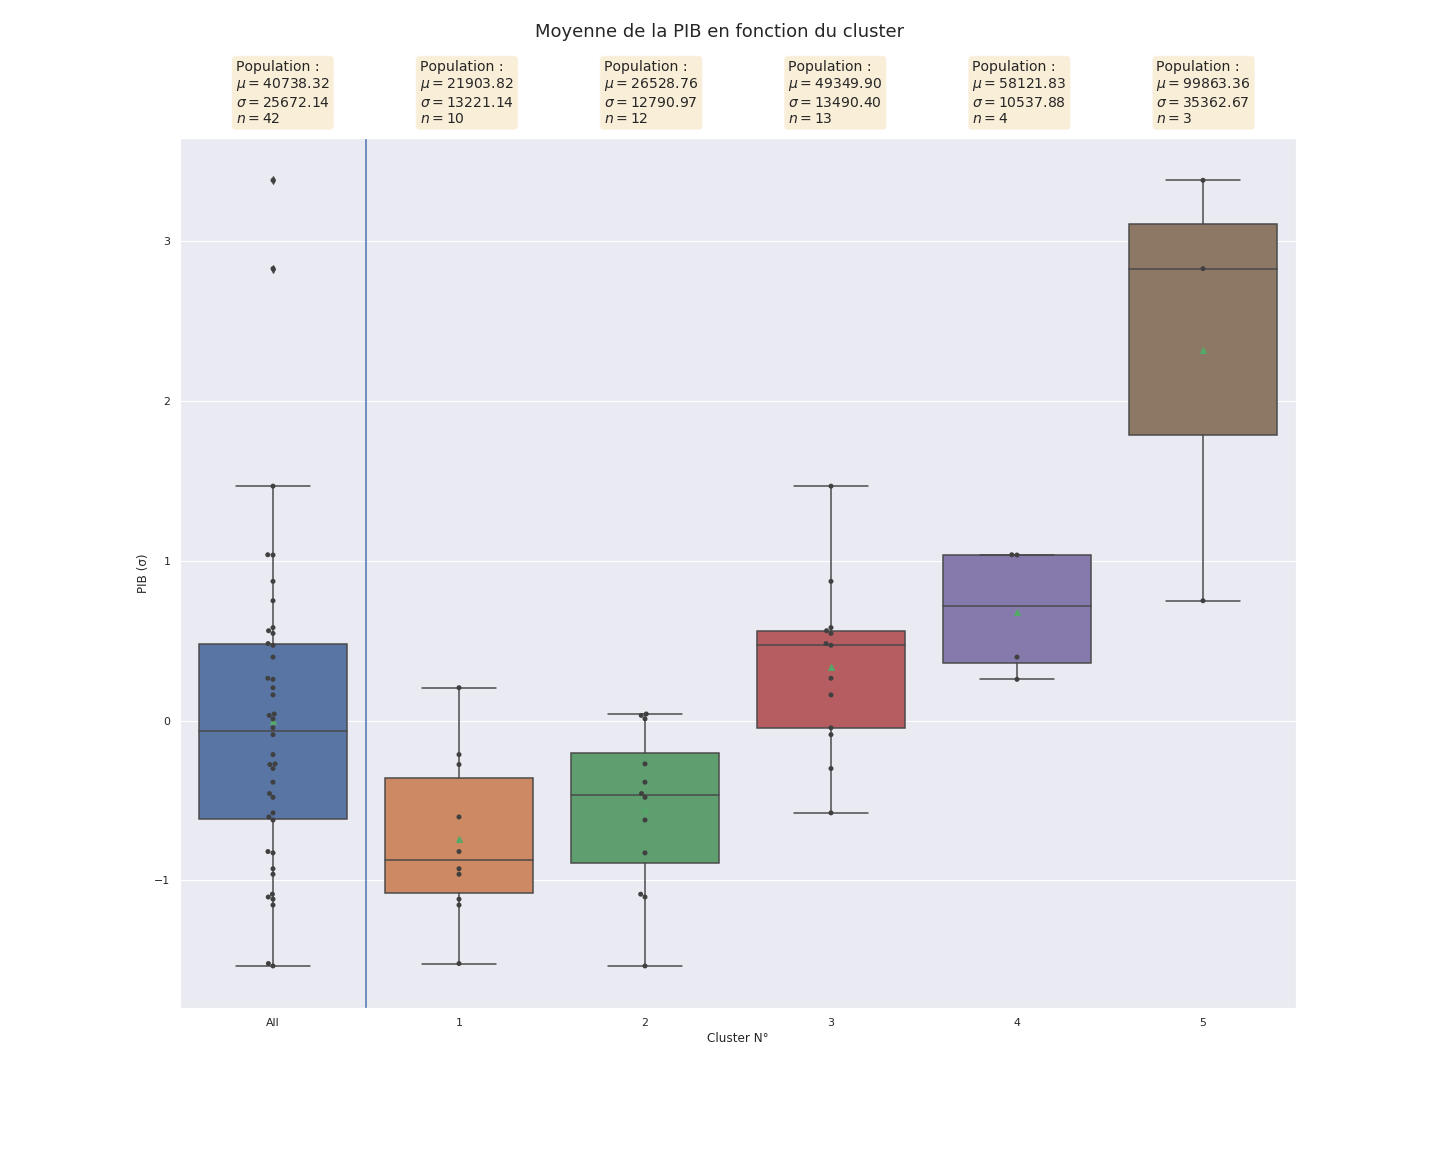 Moyenne de la PIB en fonction du cluster
Population :
μ = 40738.32
σ = 25672.14
n = 42
Population :
μ = 21903.82
σ = 13221.14
n = 10
Population :
μ = 26528.76
σ = 12790.97
n = 12
Population :
μ = 49349.90
σ = 13490.40
n = 13
Population :
μ = 58121.83
σ = 10537.88
n = 4
Population :
μ = 99863.36
σ = 35362.67
n = 3
PIB (σ)
3
2
1
0
−1
All 1 2 3 4 5
Cluster N°